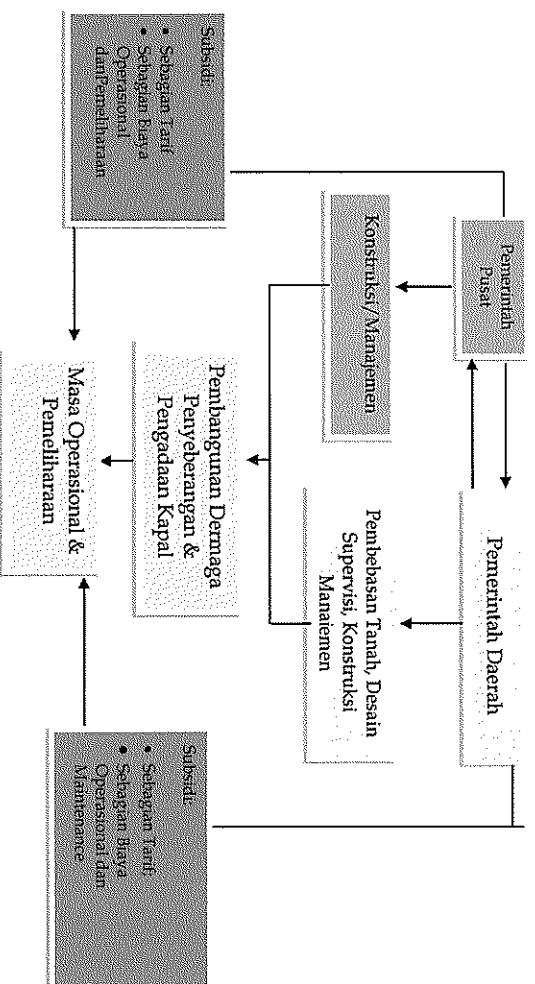 Pemerintah
Pusat
Pemerintah Daerah
Konstruksi/Manajemen
Pembebasan Tanah, Desain
Supervisi, Konstruksi
Manajemen
Pembangunan Dermaga
Penyeberangan &
Pengadaan Kapal
Subsidi:
• Sebagian Tarif
• Sebagian Biaya
Operasional
danPemeliharaan
Masa Operasional &
Pemeliharaan
Subsidi:
• Sebagian Tarif:
• Sebagian Biaya
Operasional dan
Maintenance